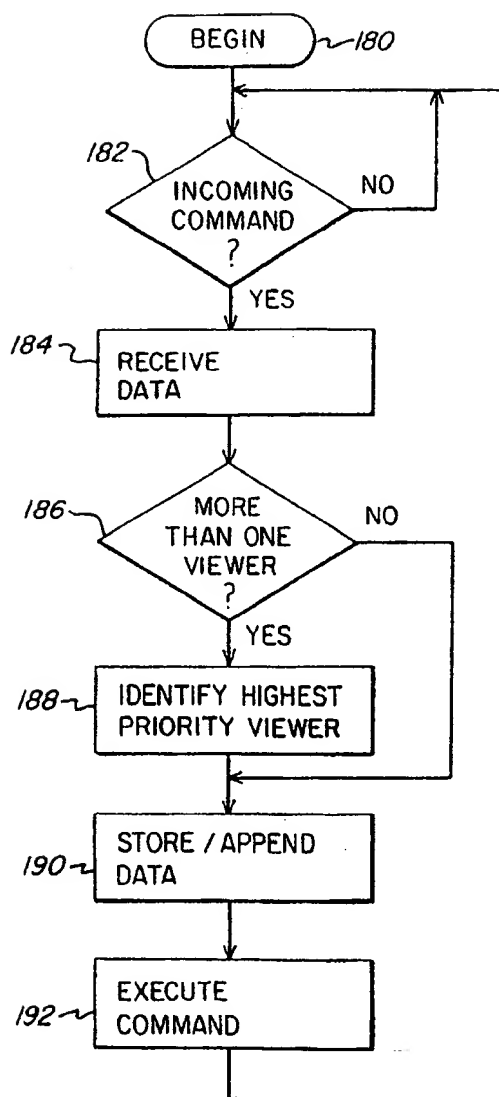 BEGIN 180
182
INCOMING
COMMAND
?
NO
YES
184
RECEIVE
DATA
186
MORE
THAN ONE
VIEWER
?
NO
YES
188
IDENTIFY HIGHEST
PRIORITY VIEWER
190
STORE / APPEND
DATA
192
EXECUTE
COMMAND